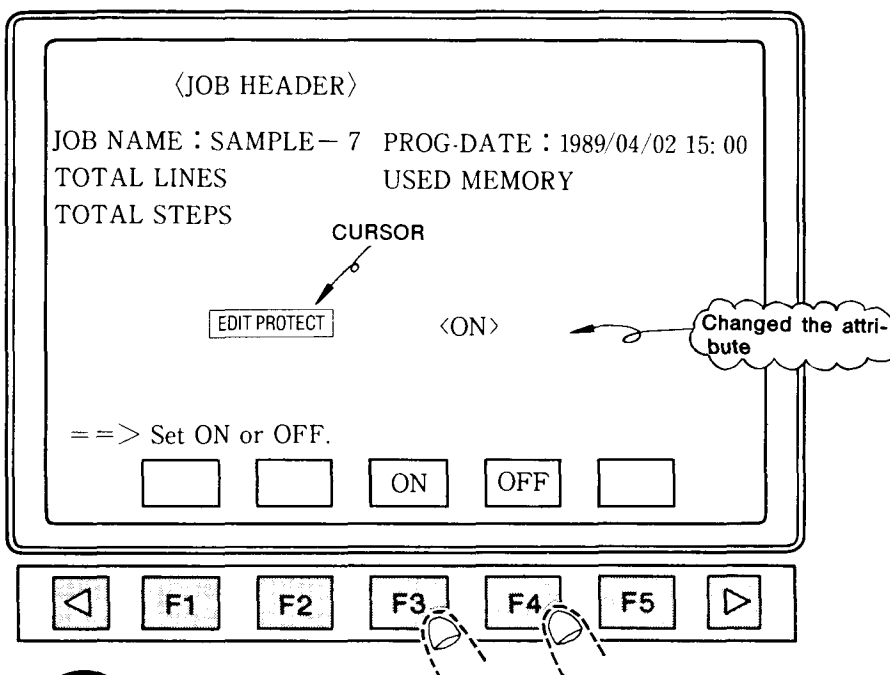 〈JOB HEADER〉
JOB NAME : SAMPLE－7 PROG-DATE : 1989/04/02 15: 00
TOTAL LINES USED MEMORY
TOTAL STEPS
CURSOR
EDIT PROTECT 〈ON〉
Changed the attri-
bute
==> Set ON or OFF.
ON OFF
◁ F1 F2 F3 F4 F5 ▷